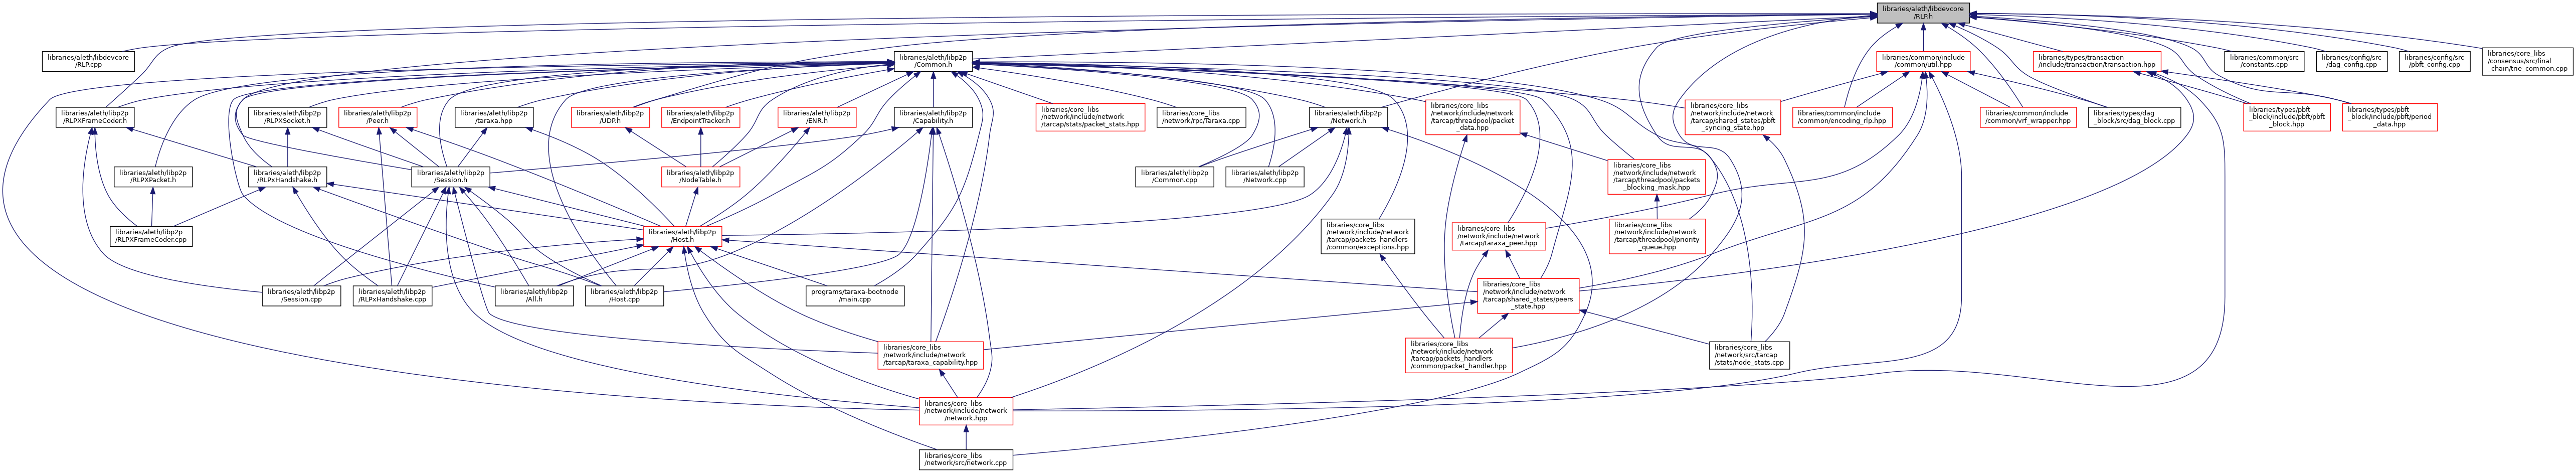 libraries/aleth/libdevcore
/RLP.h
libraries/aleth/libdevcore
/RLP.cpp
libraries/aleth/libp2p
/Common.h
libraries/common/include
/common/util.hpp
libraries/types/transaction
/include/transaction/transaction.hpp
libraries/common/src
/constants.cpp
libraries/config/src
/dag_config.cpp
libraries/config/src
/pbft_config.cpp
libraries/core_libs
/consensus/src/final
_chain/trie_common.cpp
libraries/aleth/libp2p
/RLPXFrameCoder.h
libraries/aleth/libp2p
/RLPXSocket.h
libraries/aleth/libp2p
/Peer.h
libraries/aleth/libp2p
/taraxa.hpp
libraries/aleth/libp2p
/UDP.h
libraries/aleth/libp2p
/EndpointTracker.h
libraries/aleth/libp2p
/ENR.h
libraries/aleth/libp2p
/Capability.h
libraries/core_libs
/network/include/network
/tarcap/stats/packet_stats.hpp
libraries/core_libs
/network/rpc/Taraxa.cpp
libraries/aleth/libp2p
/Network.h
libraries/core_libs
/network/include/network
/tarcap/threadpool/packet
_data.hpp
libraries/core_libs
/network/include/network
/tarcap/shared_states/pbft
_syncing_state.hpp
libraries/common/include
/common/encoding_rlp.hpp
libraries/common/include
/common/vrf_wrapper.hpp
libraries/types/dag
_block/src/dag_block.cpp
libraries/types/pbft
_block/include/pbft/pbft
_block.hpp
libraries/types/pbft
_block/include/pbft/period
_data.hpp
libraries/aleth/libp2p
/RLPXPacket.h
libraries/aleth/libp2p
/RLPxHandshake.h
libraries/aleth/libp2p
/Session.h
libraries/aleth/libp2p
/NodeTable.h
libraries/aleth/libp2p
/Common.cpp
libraries/aleth/libp2p
/Network.cpp
libraries/core_libs
/network/include/network
/tarcap/threadpool/packets
_blocking_mask.hpp
libraries/aleth/libp2p
/RLPXFrameCoder.cpp
libraries/aleth/libp2p
/Host.h
libraries/core_libs
/network/include/network
/tarcap/packets_handlers
/common/exceptions.hpp
libraries/core_libs
/network/include/network
/tarcap/taraxa_peer.hpp
libraries/core_libs
/network/include/network
/tarcap/threadpool/priority
_queue.hpp
libraries/aleth/libp2p
/Session.cpp
libraries/aleth/libp2p
/RLPxHandshake.cpp
libraries/aleth/libp2p
/All.h
libraries/aleth/libp2p
/Host.cpp
programs/taraxa-bootnode
/main.cpp
libraries/core_libs
/network/include/network
/tarcap/shared_states/peers
_state.hpp
libraries/core_libs
/network/include/network
/tarcap/taraxa_capability.hpp
libraries/core_libs
/network/include/network
/tarcap/packets_handlers
/common/packet_handler.hpp
libraries/core_libs
/network/src/tarcap
/stats/node_stats.cpp
libraries/core_libs
/network/include/network
/network.hpp
libraries/core_libs
/network/src/network.cpp